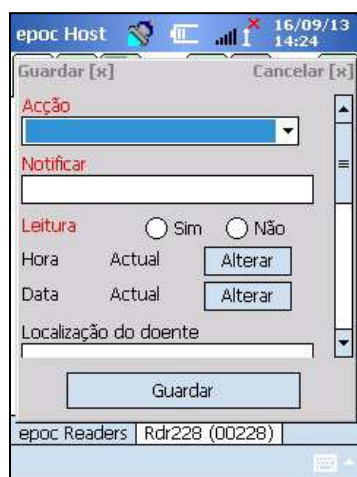 epoc Host 16/09/13
14:24
Guardar [x] Cancelar [x]
Acção
Notificar
Leitura Sim Não
Hora Actual Alterar
Data Actual Alterar
Localização do doente
Guardar
epoc Readers Rdr228 (00228)